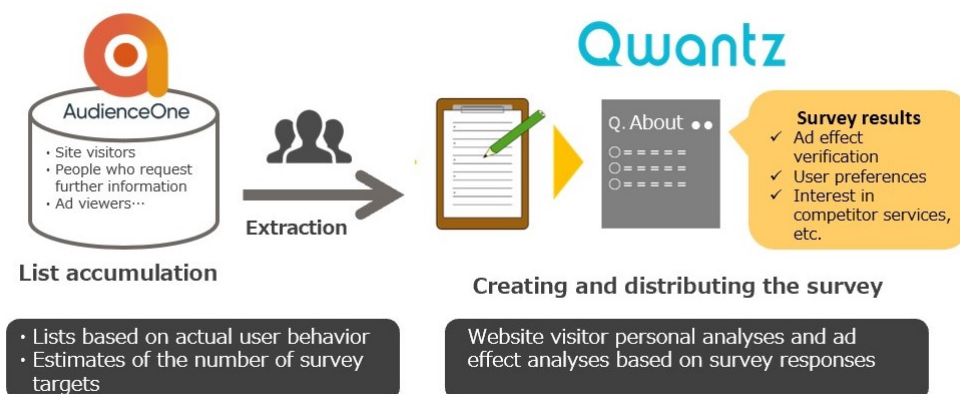 AudienceOne
・Site visitors
・People who request
further information
・Ad viewers…
List accumulation
Extraction
・Lists based on actual user behavior
・Estimates of the number of survey
targets
Qwantz
Q. About ●●
○=====
○=====
○=====
Survey results
✓ Ad effect
verification
✓ User preferences
✓ Interest in
competitor services,
etc.
Creating and distributing the survey
Website visitor personal analyses and ad
effect analyses based on survey responses